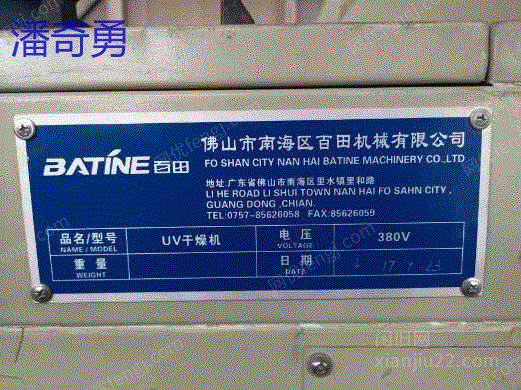 潘奇勇
BATINE 百田
佛山市南海区百田机械有限公司
FO SHAN CITY NAN HAI BATINE MACHINERY CO.,LTD
地址:广东省佛山市南海区里水镇里和路
LI HE ROAD LI SHUI TOWN NAN HAI FO SAHN CITY,
GUANG DONG ,CHIAN.
TEL:0757-85626058 FAX:85626059
品名/型号 UV干燥机 电压 380V
NAME / MODEL VOLTAGE
重量 日期
WEIGHT DATE
闲旧网
xianjiu22.com